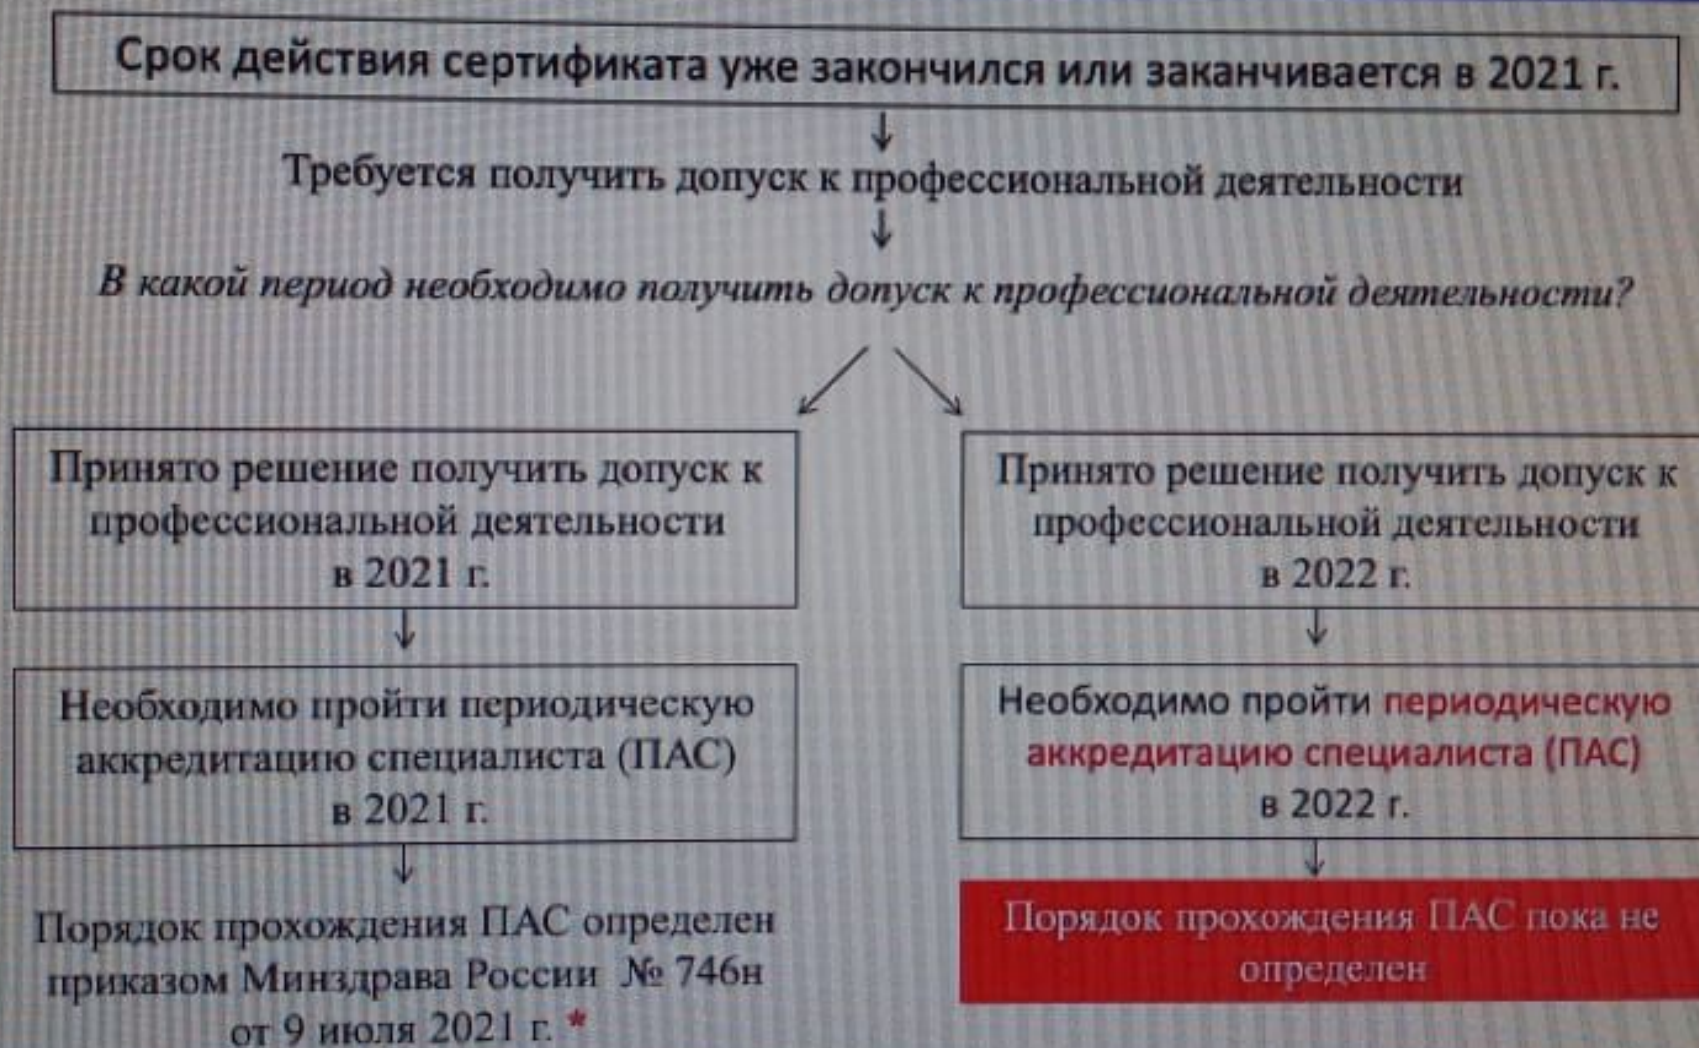 Срок действия сертификата уже закончился или заканчивается в 2021 г.
Требуется получить допуск к профессиональной деятельности
В какой период необходимо получить допуск к профессиональной деятельности?
Принято решение получить допуск к
профессиональной деятельности
в 2021 г.
Необходимо пройти периодическую
аккредитацию специалиста (ПАС)
в 2021 г.
Порядок прохождения ПАС определен
приказом Минздрава России № 746н
от 9 июля 2021 г. *
Принято решение получить допуск к
профессиональной деятельности
в 2022 г.
Необходимо пройти периодическую
аккредитацию специалиста (ПАС)
в 2022 г.
Порядок прохождения ПАС пока не
определен